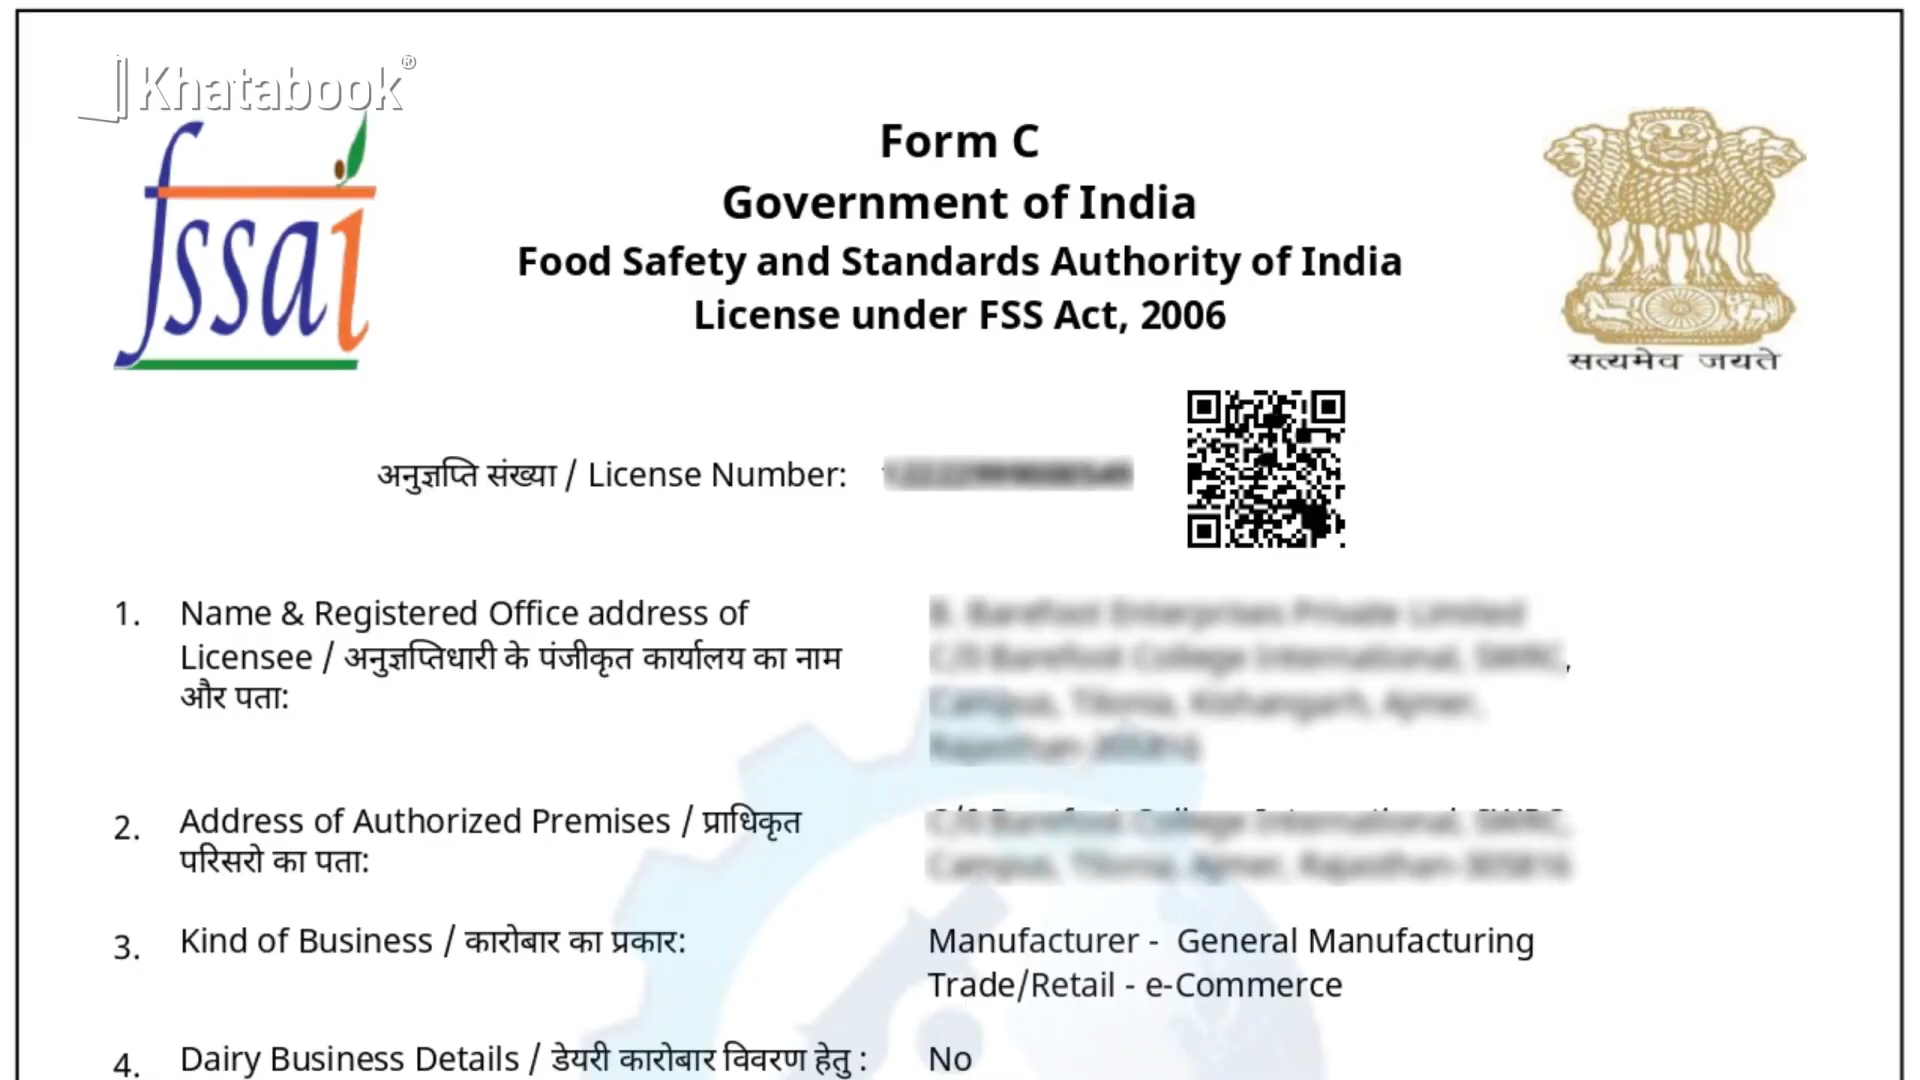 Khatabook®
fssai
Form C
Government of India
Food Safety and Standards Authority of India
License under FSS Act, 2006
सत्यमेव जयते
अनुज्ञप्ति संख्या / License Number:
1. Name & Registered Office address of
Licensee / अनुज्ञप्तिधारी के पंजीकृत कार्यालय का नाम
और पता:
2. Address of Authorized Premises / प्राधिकृत
परिसरो का पता:
3. Kind of Business / कारोबार का प्रकार: Manufacturer - General Manufacturing
Trade/Retail - e-Commerce
4. Dairy Business Details / डेयरी कारोबार विवरण हेतु : No